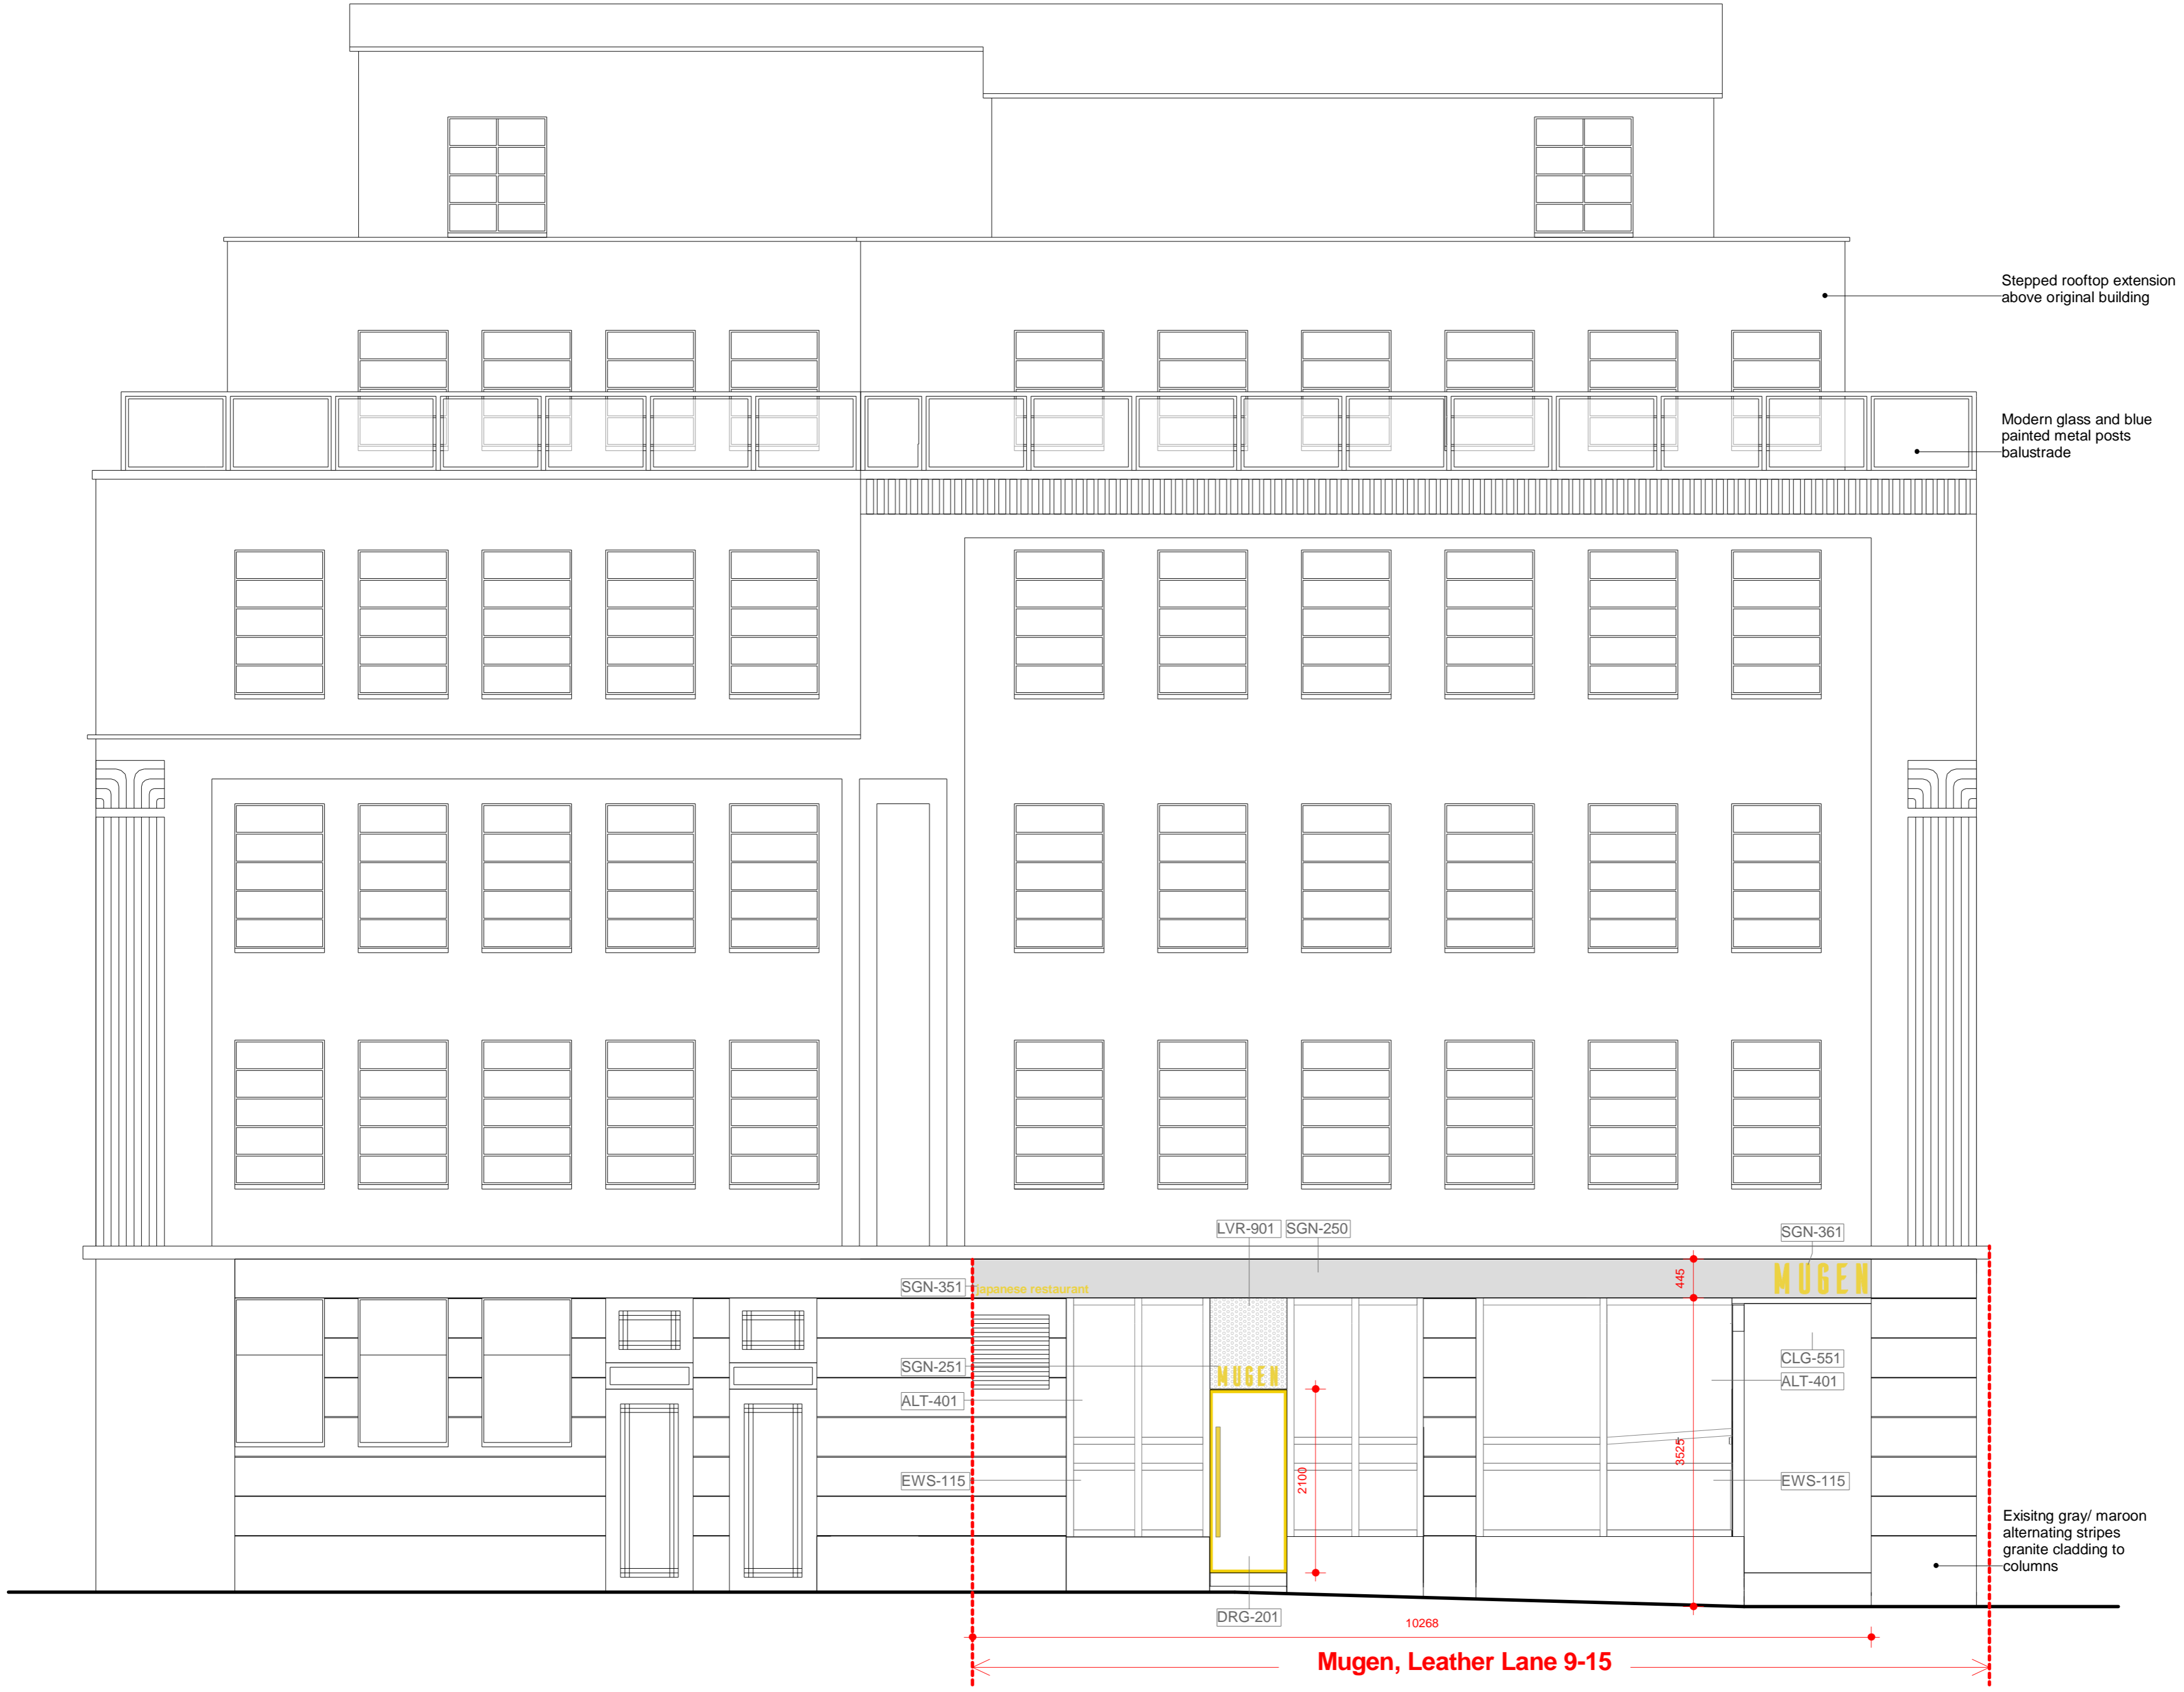 Stepped rooftop extension
above original building
Modern glass and blue
painted metal posts
balustrade
LVR-901
SGN-250
SGN-361
SGN-351
japanese restaurant
445
MUGEN
SGN-251
MUGEN
CLG-551
ALT-401
ALT-401
2100
3525
EWS-115
EWS-115
Exisitng gray/ maroon
alternating stripes
granite cladding to
columns
DRG-201
10268
Mugen, Leather Lane 9-15